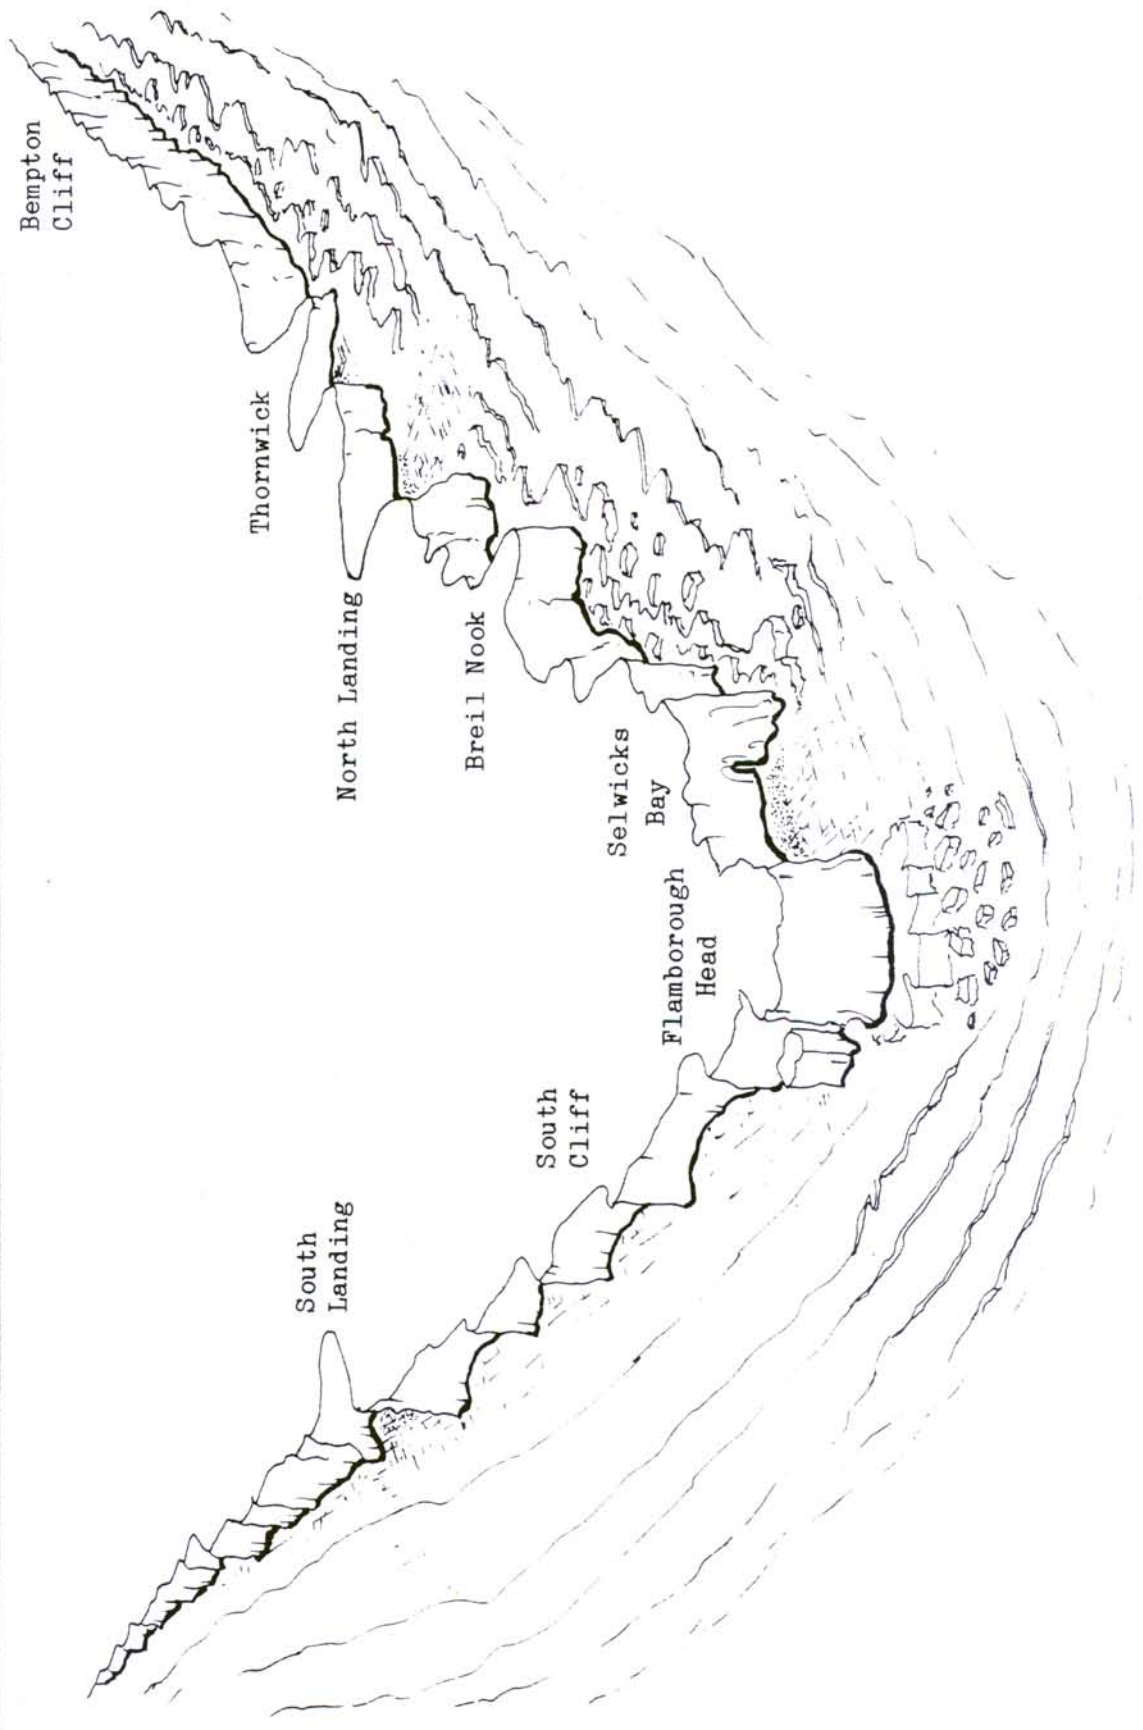 Bempton
Cliff
Thornwick
North Landing
Breil Nook
Selwicks
Bay
Flamborough
Head
South
Cliff
South
Landing